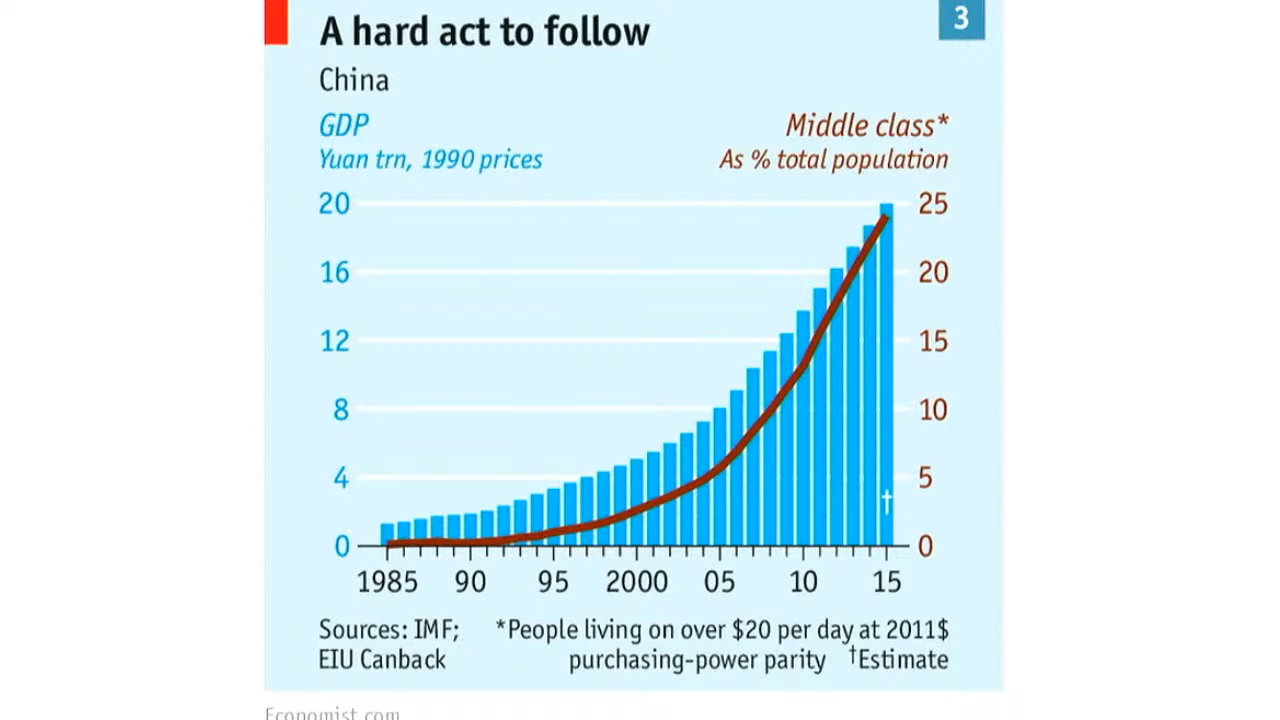 A hard act to follow
3
China
GDP
Middle class*
Yuan trn, 1990 prices
As % total population
20
25
16
20
12
15
8
10
4
5
†
0
0
1985 90 95 2000 05 10 15
Sources: IMF;
*People living on over $20 per day at 2011$
EIU Canback
purchasing-power parity †Estimate
Economist.com